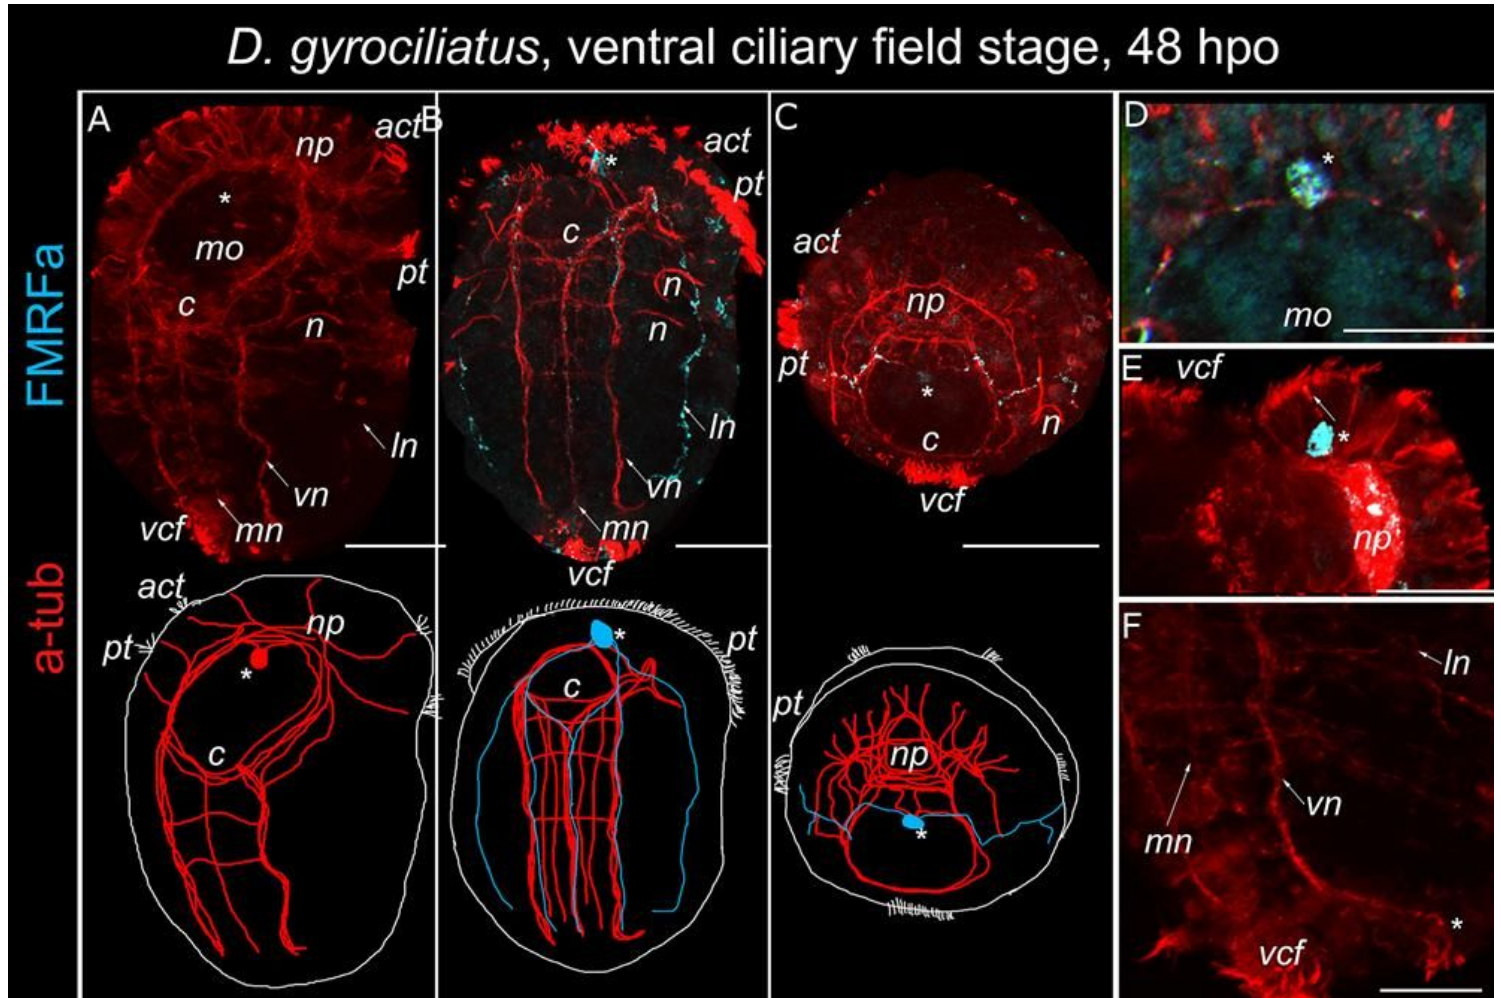 D. gyrociliatus, ventral ciliary field stage, 48 hpo
FMRFa
a-tub
A
act
np
*
mo
pt
c
n
ln
vn
vcf
mn
B
act
*
pt
c
n
n
ln
vn
mn
vcf
C
act
np
pt
*
n
c
vcf
D
*
mo
E
vcf
*
np
F
ln
vn
mn
*
vcf
act
np
pt
*
c
pt
*
c
pt
np
*